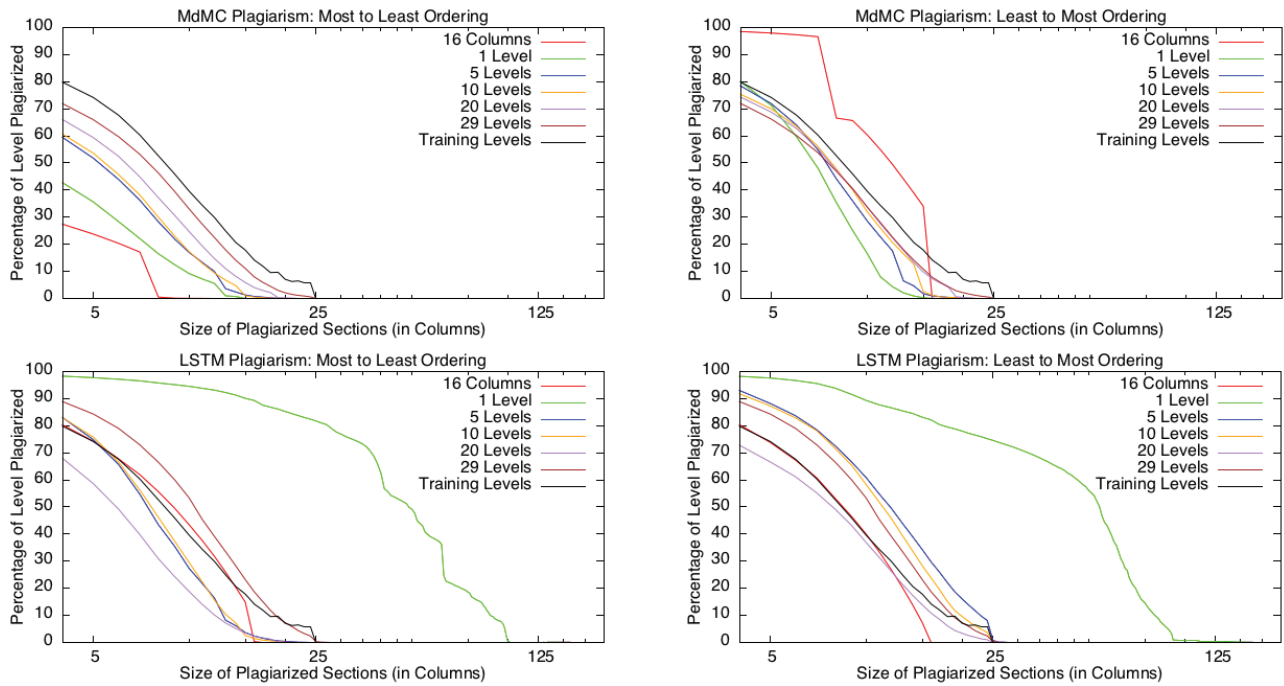 MdMC Plagiarism: Most to Least Ordering
Percentage of Level Plagiarized
100
90
80
70
60
50
40
30
20
10
0
16 Columns
1 Level
5 Levels
10 Levels
20 Levels
29 Levels
Training Levels
5
25
125
Size of Plagiarized Sections (in Columns)
MdMC Plagiarism: Least to Most Ordering
Percentage of Level Plagiarized
100
90
80
70
60
50
40
30
20
10
0
16 Columns
1 Level
5 Levels
10 Levels
20 Levels
29 Levels
Training Levels
5
25
125
Size of Plagiarized Sections (in Columns)
LSTM Plagiarism: Most to Least Ordering
Percentage of Level Plagiarized
100
90
80
70
60
50
40
30
20
10
0
16 Columns
1 Level
5 Levels
10 Levels
20 Levels
29 Levels
Training Levels
5
25
125
Size of Plagiarized Sections (in Columns)
LSTM Plagiarism: Least to Most Ordering
Percentage of Level Plagiarized
100
90
80
70
60
50
40
30
20
10
0
16 Columns
1 Level
5 Levels
10 Levels
20 Levels
29 Levels
Training Levels
5
25
125
Size of Plagiarized Sections (in Columns)